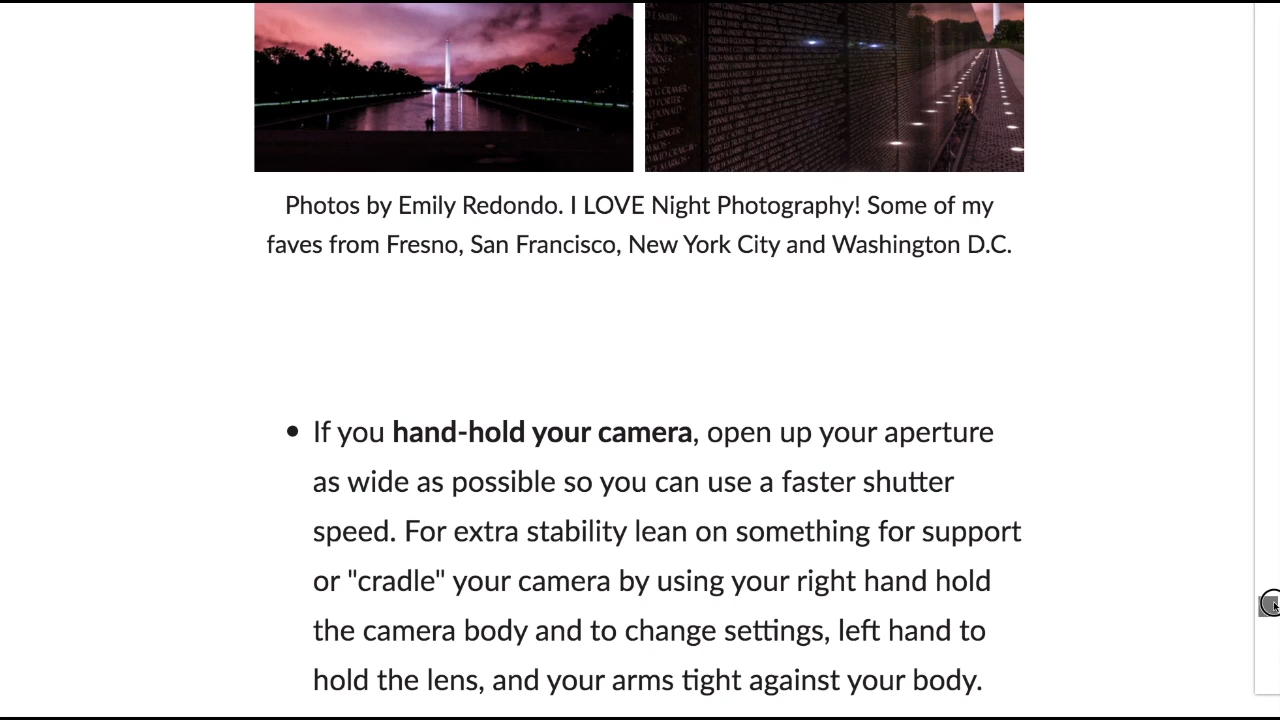 Photos by Emily Redondo. I LOVE Night Photography! Some of my
faves from Fresno, San Francisco, New York City and Washington D.C.
• If you hand-hold your camera, open up your aperture
as wide as possible so you can use a faster shutter
speed. For extra stability lean on something for support
or "cradle" your camera by using your right hand hold
the camera body and to change settings, left hand to
hold the lens, and your arms tight against your body.